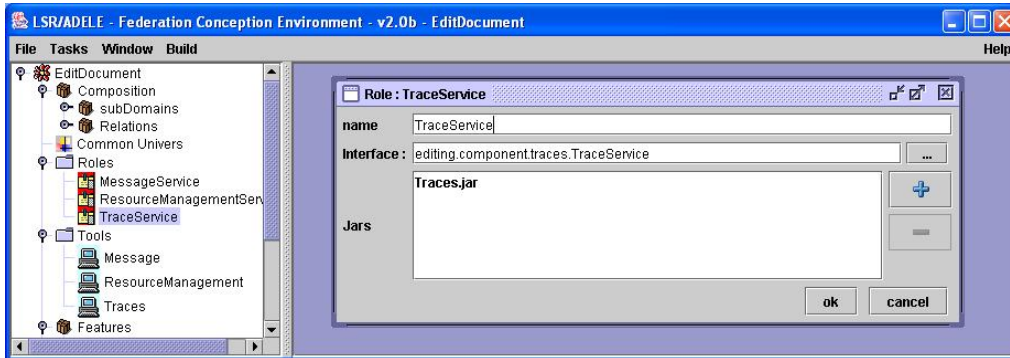 LSR/ADELE - Federation Conception Environment - v2.0b - EditDocument
File Tasks Window Build Help
EditDocument
Composition
subDomains
Relations
Common Univers
Roles
MessageService
ResourceManagementServ
TraceService
Tools
Message
ResourceManagement
Traces
Features
Role : TraceService
name TraceService
Interface : editing.component.traces.TraceService ...
Jars Traces.jar
ok cancel